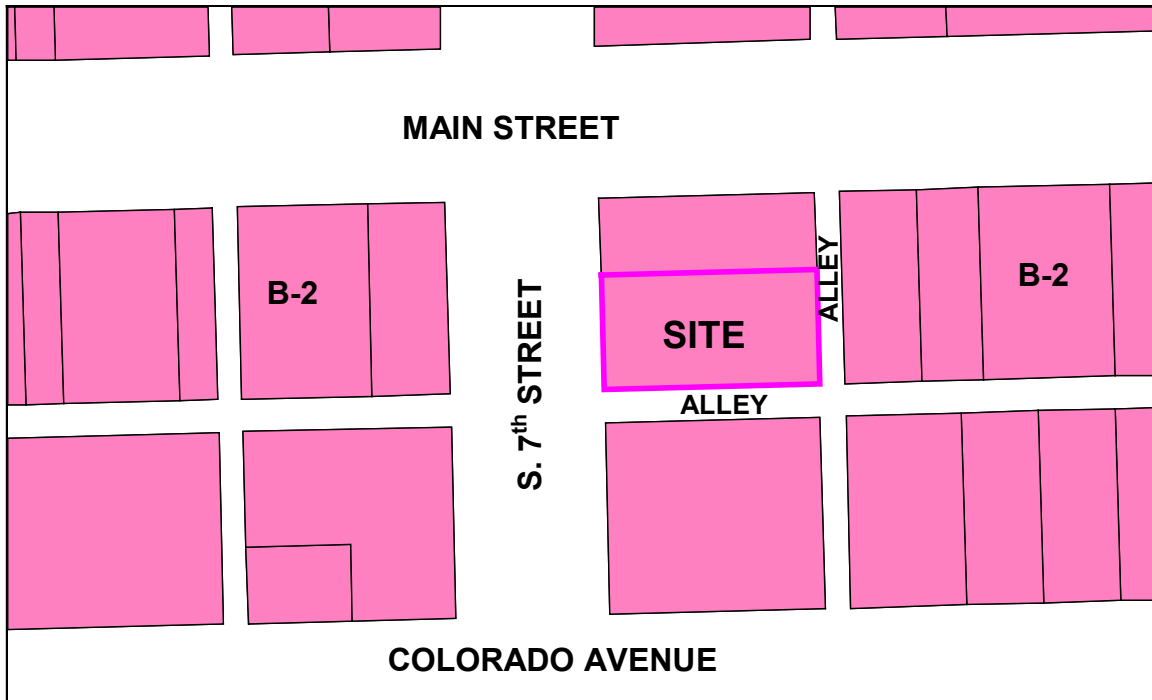 MAIN STREET
B-2
S. 7th STREET
SITE
ALLEY
B-2
ALLEY
COLORADO AVENUE